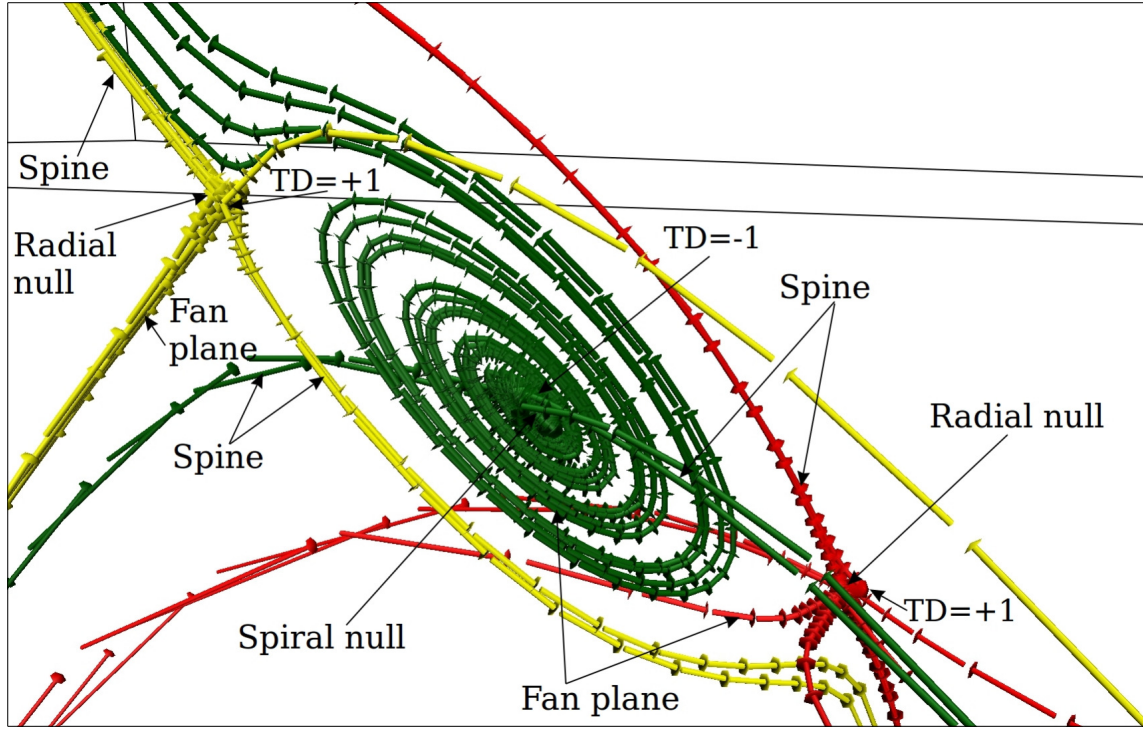 Spine
TD=+1
Radial
null
TD=-1
Spine
Fan
plane
Radial null
Spine
TD=+1
Spiral null
Fan plane